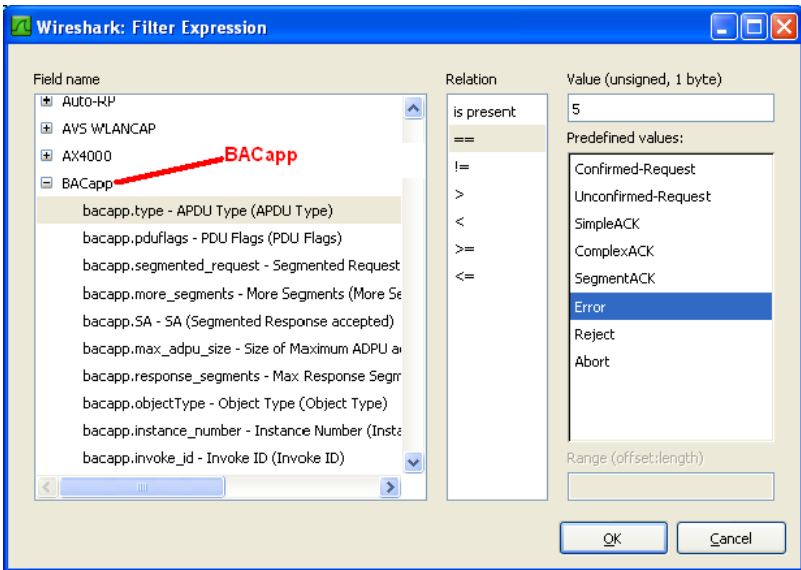 Wireshark: Filter Expression
Field name
Auto-RP
AVS WLANCAP
AX4000
BACapp
BACapp
bacapp.type - APDU Type (APDU Type)
bacapp.pduflags - PDU Flags (PDU Flags)
bacapp.segmented_request - Segmented Request
bacapp.more_segments - More Segments (More Se
bacapp.SA - SA (Segmented Response accepted)
bacapp.max_adpu_size - Size of Maximum ADPU a
bacapp.response_segments - Max Response Segm
bacapp.objectType - Object Type (Object Type)
bacapp.instance_number - Instance Number (Insta
bacapp.invoke_id - Invoke ID (Invoke ID)
Relation
is present
==
!=
>
<
>=
<=
Value (unsigned, 1 byte)
5
Predefined values:
Confirmed-Request
Unconfirmed-Request
SimpleACK
ComplexACK
SegmentACK
Error
Reject
Abort
Range (offset:length)
OK
Cancel